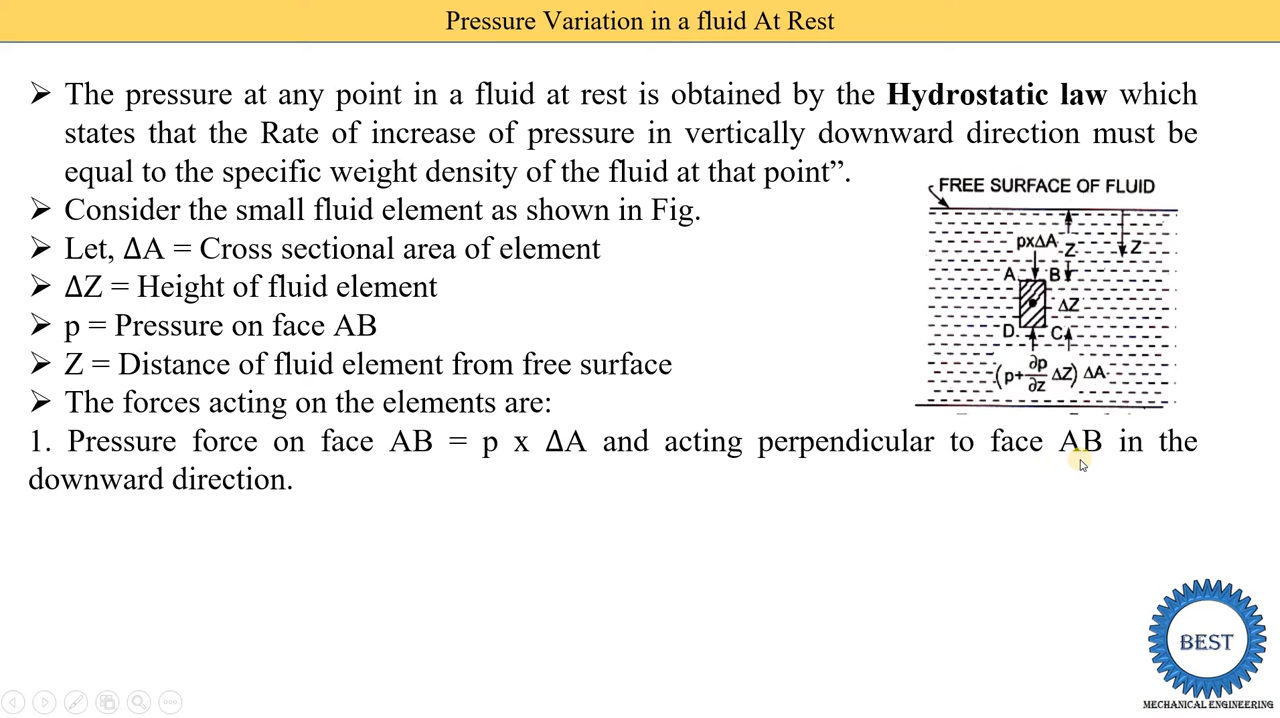 Pressure Variation in a fluid At Rest
➢ The pressure at any point in a fluid at rest is obtained by the Hydrostatic law which
states that the Rate of increase of pressure in vertically downward direction must be
equal to the specific weight density of the fluid at that point”.
➢ Consider the small fluid element as shown in Fig.
➢ Let, ΔA = Cross sectional area of element
➢ ΔZ = Height of fluid element
➢ p = Pressure on face AB
➢ Z = Distance of fluid element from free surface
➢ The forces acting on the elements are:
1. Pressure force on face AB = p x ΔA and acting perpendicular to face AB in the
downward direction.
FREE SURFACE OF FLUID
pxΔA Z Z
A B
ΔZ
D C
(p+ ∂p/∂z ΔZ) ΔA
BEST
MECHANICAL ENGINEERING